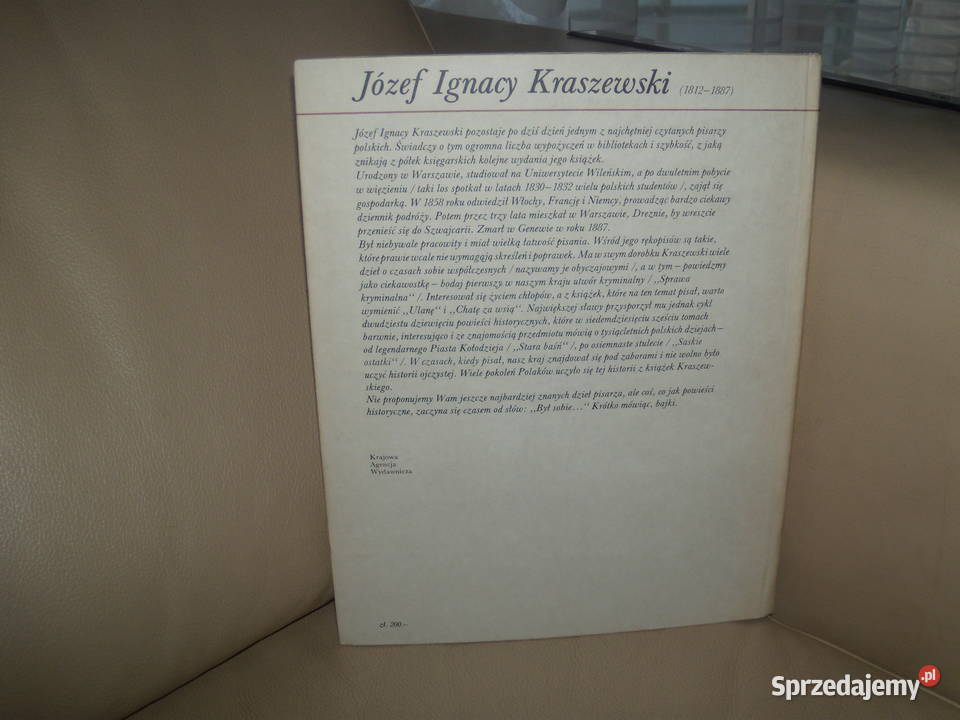 Józef Ignacy Kraszewski (1812–1887)
Józef Ignacy Kraszewski pozostaje po dziś dzień jednym z najchętniej czytanych pisarzy
polskich. Świadczy o tym ogromna liczba wypożyczeń w bibliotekach i szybkość, z jaką
znikają z półek księgarskich kolejne wydania jego książek.
Urodzony w Warszawie, studiował na Uniwersytecie Wileńskim, a po dwuletnim pobycie
w więzieniu / taki los spotkał w latach 1830–1832 wielu polskich studentów /, zajął się
gospodarką. W 1858 roku odwiedził Włochy, Francję i Niemcy, prowadząc bardzo ciekawy
dziennik podróży. Potem przez trzy lata mieszkał w Warszawie, Dreznie, by wreszcie
przenieść się do Szwajcarii. Zmarł w Genewie w roku 1887.
Był niebywale pracowity i miał wielką łatwość pisania. Wśród jego rękopisów są takie,
które prawie wcale nie wymagają skreśleń i poprawek. Ma w swym dorobku Kraszewski wiele
dzieł o czasach sobie współczesnych / nazywamy je obyczajowymi /, a w tym – powiedzmy
jako ciekawostkę – bodaj pierwszy w naszym kraju utwór kryminalny / ,,Sprawa
kryminalna‘‘ /. Interesował się życiem chłopów, a z książek, które na ten temat pisał, warto
wymienić ,,Ulanę‘‘ i ,,Chatę za wsią‘‘. Największej sławy przysporzył mu jednak cykl
dwudziestu dziewięciu powieści historycznych, które w siedemdziesięciu sześciu tomach
barwnie, interesująco i ze znajomością przedmiotu mówią o tysiącletnich polskich dziejach –
od legendarnego Piasta Kołodzieja / ,,Stara baśń‘‘ /, po osiemnaste stulecie / ,,Saskie
ostatki‘‘ /. W czasach, kiedy pisał, nasz kraj znajdował się pod zaborami i nie wolno było
uczyć historii ojczystej. Wiele pokoleń Polaków uczyło się tej historii z książek Kraszew-
skiego.
Nie proponujemy Wam jeszcze najbardziej znanych dzieł pisarza, ale coś, co jak powieści
historyczne, zaczyna się czasem od słów: ,,Był sobie...‘‘ Krótko mówiąc, bajki.
Krajowa
Agencja
Wydawnicza
zł. 200.–
Sprzedajemy.pl